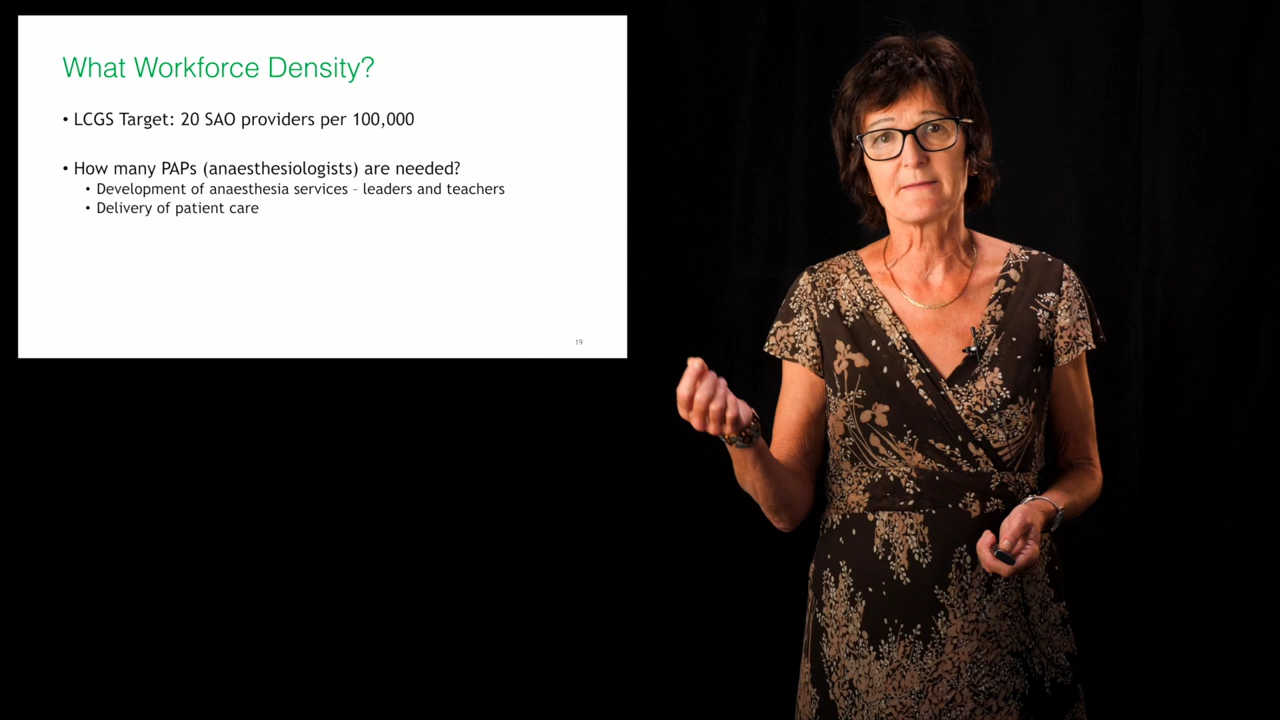 What Workforce Density?
• LCGS Target: 20 SAO providers per 100,000
• How many PAPs (anaesthesiologists) are needed?
• Development of anaesthesia services – leaders and teachers
• Delivery of patient care
19